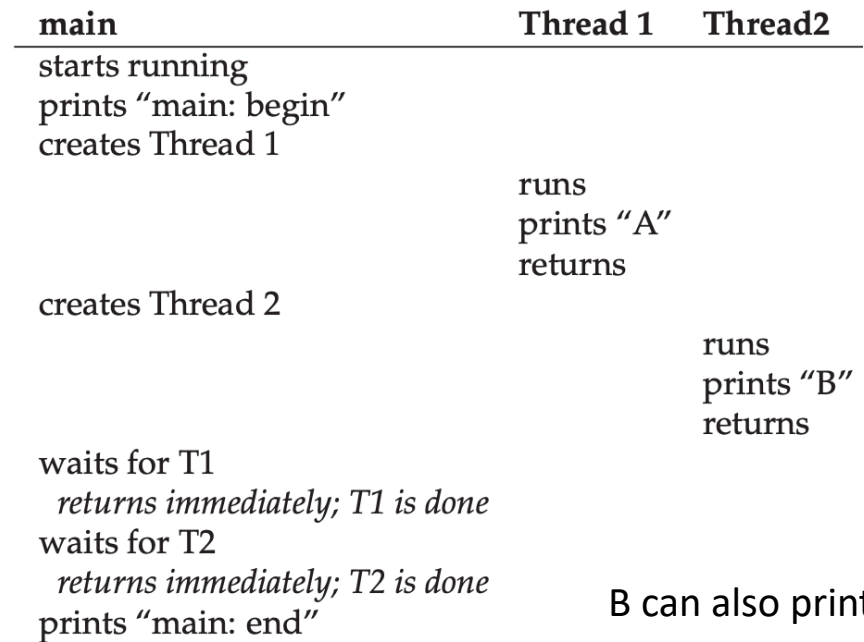 main Thread 1 Thread2
starts running
prints “main: begin”
creates Thread 1
runs
prints “A”
returns
creates Thread 2
runs
prints “B”
returns
waits for T1
returns immediately; T1 is done
waits for T2
returns immediately; T2 is done
B can also print
prints “main: end”